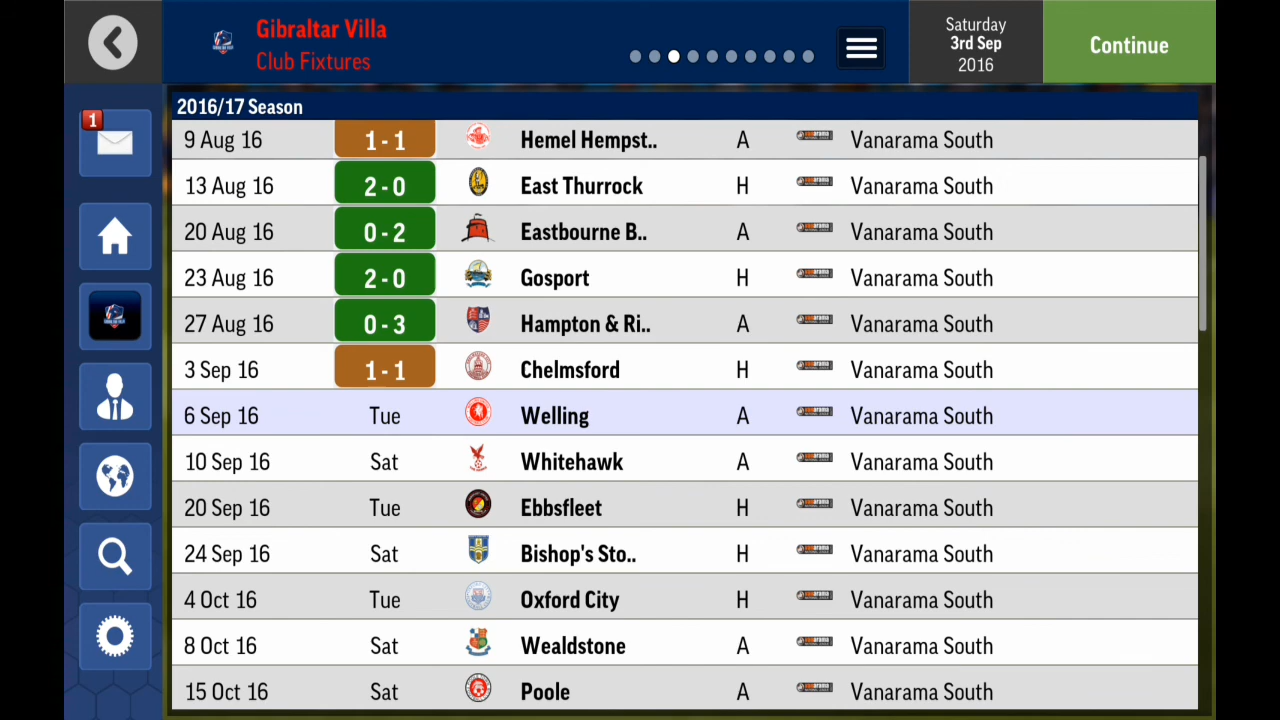 Gibraltar Villa
Club Fixtures
Saturday
3rd Sep
2016
Continue
1
2016/17 Season
9 Aug 16 1 - 1 Hemel Hempst.. A Vanarama South
13 Aug 16 2 - 0 East Thurrock H Vanarama South
20 Aug 16 0 - 2 Eastbourne B.. A Vanarama South
23 Aug 16 2 - 0 Gosport H Vanarama South
27 Aug 16 0 - 3 Hampton & Ri.. A Vanarama South
3 Sep 16 1 - 1 Chelmsford H Vanarama South
6 Sep 16 Tue Welling A Vanarama South
10 Sep 16 Sat Whitehawk A Vanarama South
20 Sep 16 Tue Ebbsfleet H Vanarama South
24 Sep 16 Sat Bishop's Sto.. H Vanarama South
4 Oct 16 Tue Oxford City H Vanarama South
8 Oct 16 Sat Wealdstone A Vanarama South
15 Oct 16 Sat Poole A Vanarama South